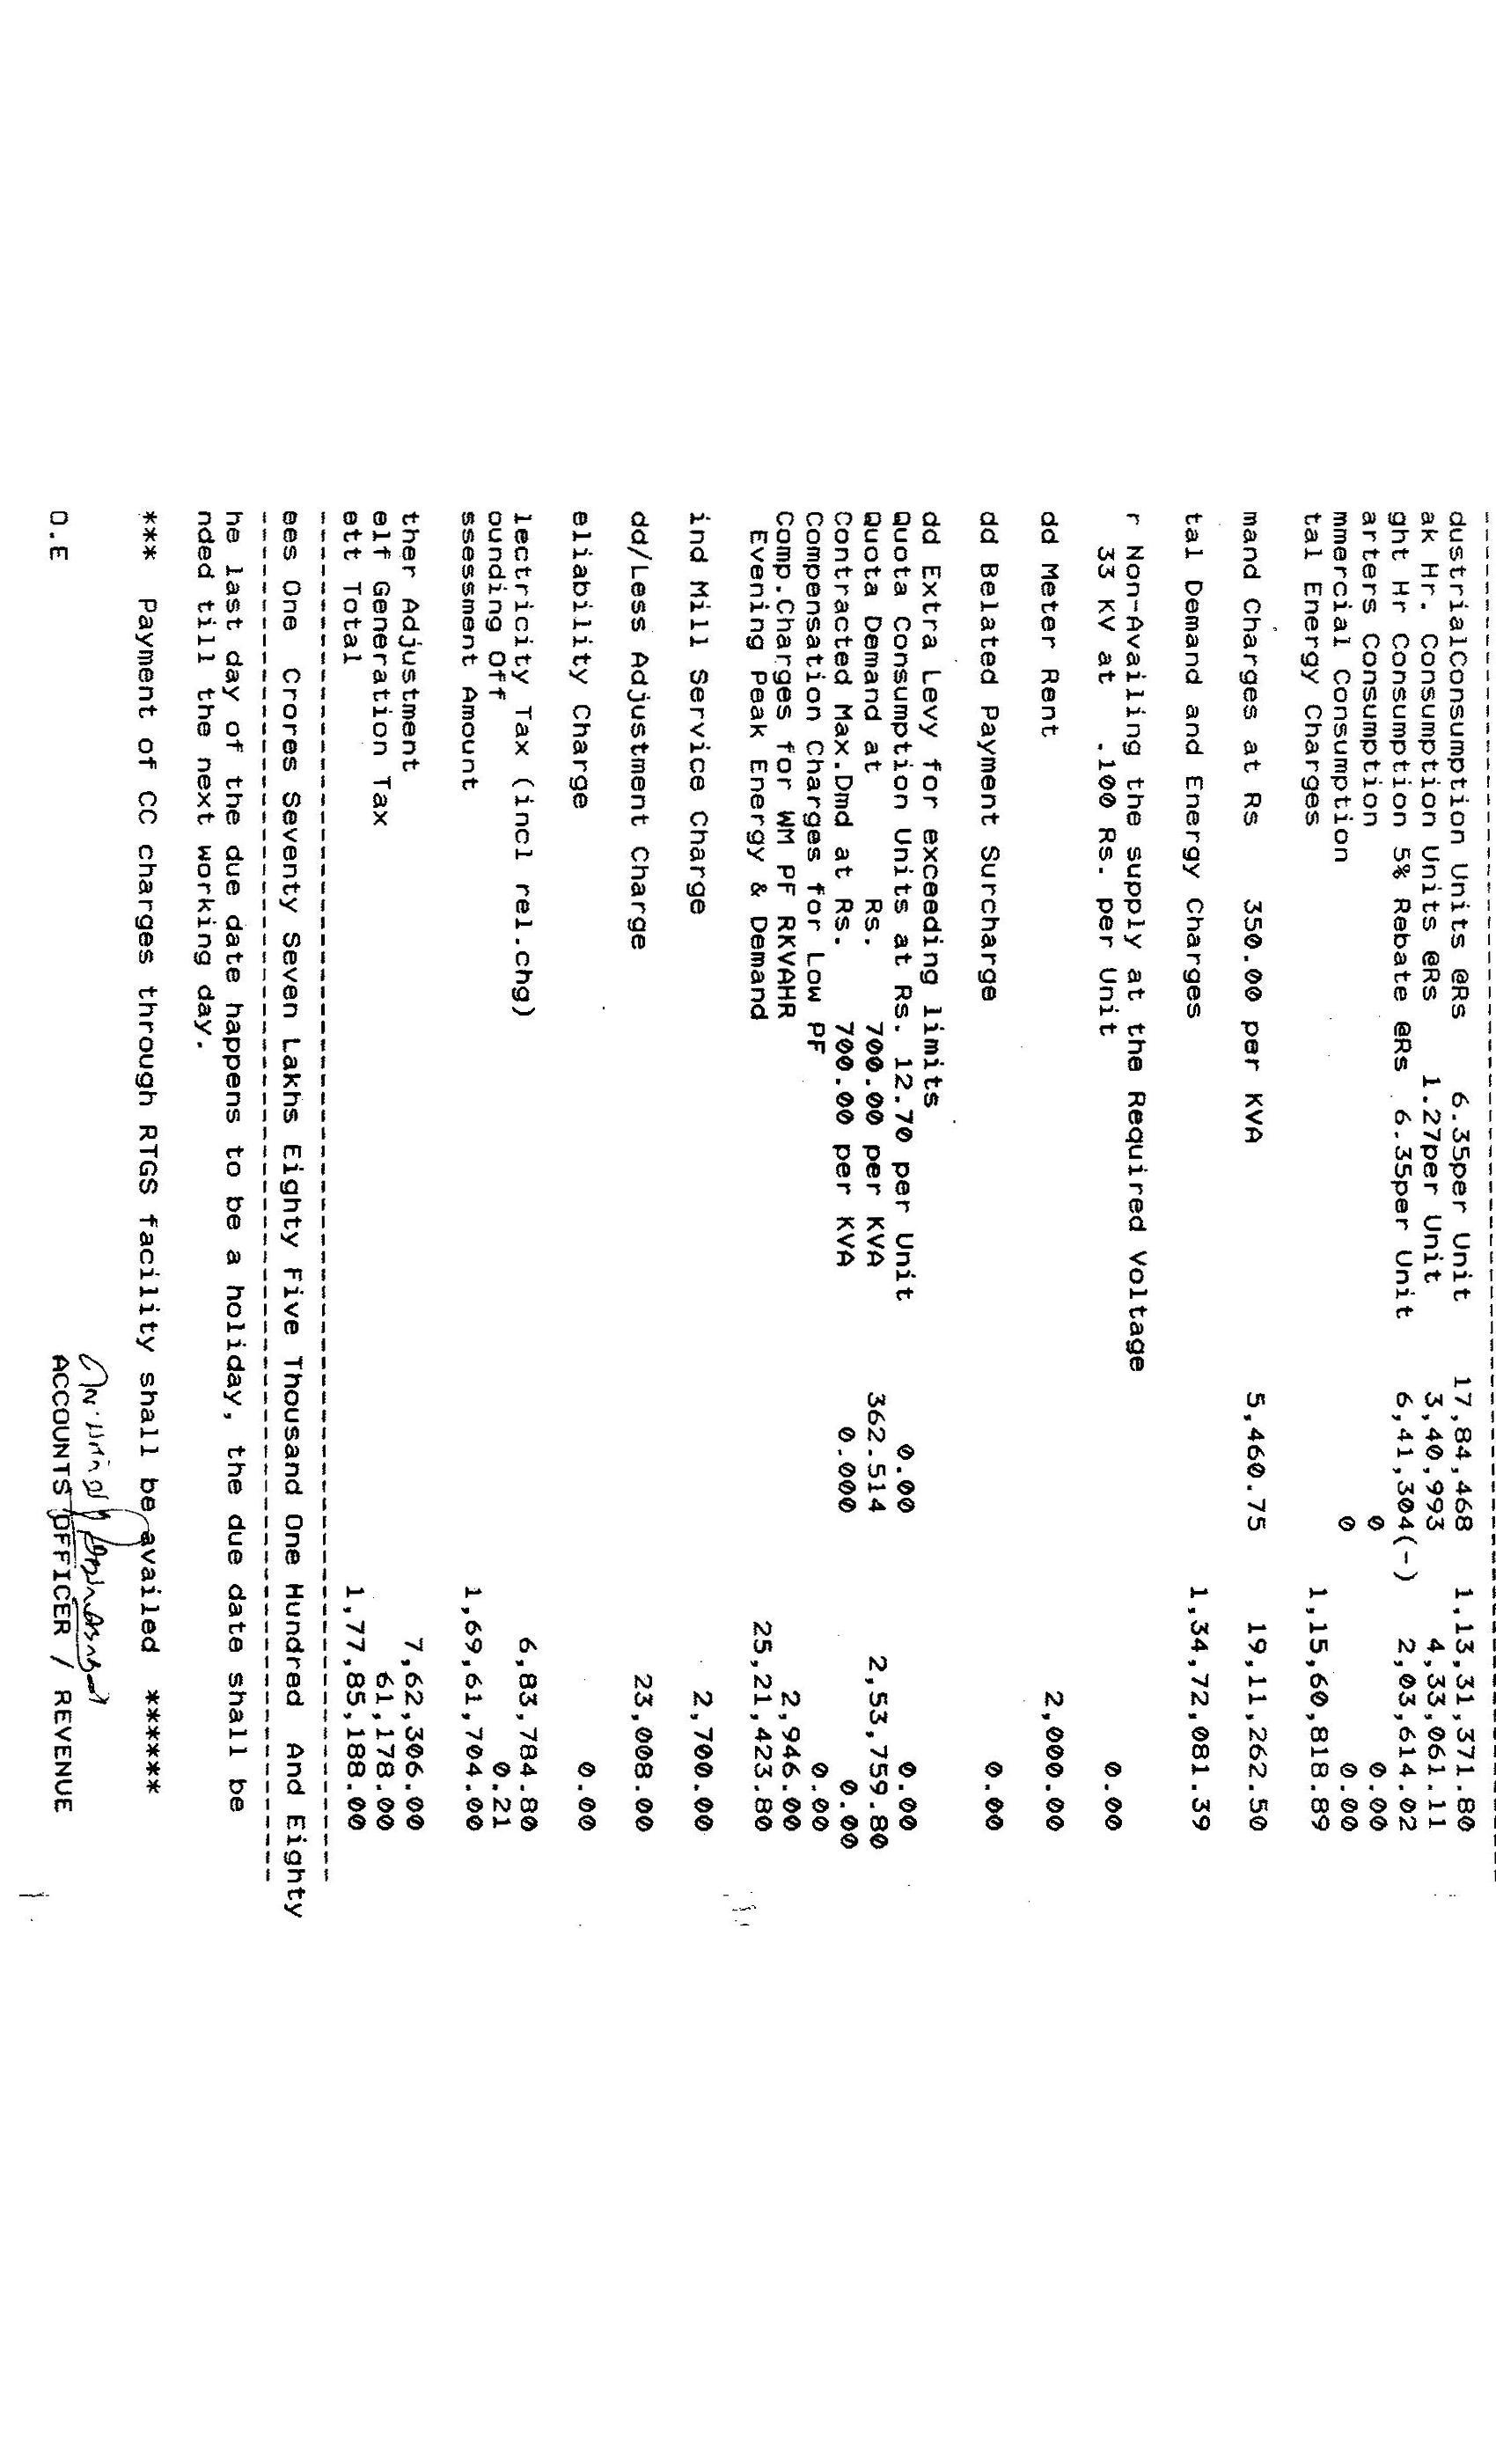 dustrialConsumption Units @Rs 6.35per Unit 17,84,468 1,13,31,371.80
ak Hr. Consumption Units @Rs 1.27per Unit 3,40,993 4,33,061.11
ght Hr Consumption 5% Rebate @Rs 6.35per Unit 6,41,304(-) 2,03,614.02
arters Consumption 0 0.00
mmercial Consumption 0 0.00
tal Energy Charges 1,15,60,818.89
mand Charges at Rs 350.00 per KVA 5,460.75 19,11,262.50
tal Demand and Energy Charges 1,34,72,081.39
r Non-Availing the supply at the Required Voltage
33 KV at .100 Rs. per Unit 0.00
dd Meter Rent 2,000.00
dd Belated Payment Surcharge 0.00
dd Extra Levy for exceeding limits
Quota Consumption Units at Rs. 12.70 per Unit 0.00 0.00
Quota Demand at Rs. 700.00 per KVA 362.514 2,53,759.80
Contracted Max.Dmd at Rs. 700.00 per KVA 0.000 0.00
Compensation Charges for Low PF 0.00
Comp.Charges for WM PF RKVAHR 2,946.00
Evening Peak Energy & Demand 25,21,423.80
ind Mill Service Charge 2,700.00
dd/Less Adjustment Charge 23,008.00
eliability Charge 0.00
lectricity Tax (incl rel.chg) 6,83,784.80
ounding Off 0.21
ssessment Amount 1,69,61,704.00
ther Adjustment 7,62,306.00
elf Generation Tax 61,178.00
ett Total 1,77,85,188.00
ees One Crores Seventy Seven Lakhs Eighty Five Thousand One Hundred And Eighty
he last day of the due date happens to be a holiday, the due date shall be
nded till the next working day.
*** Payment of CC charges through RTGS facility shall be availed ******
O.E ACCOUNTS OFFICER / REVENUE